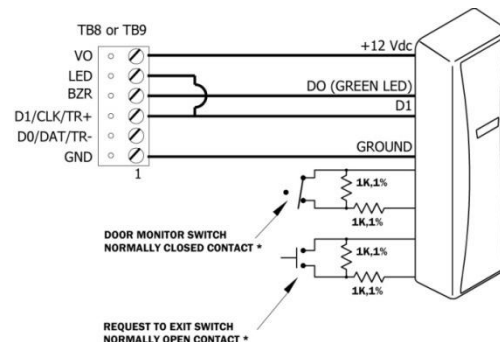 TB8 or TB9
VO
LED
BZR
D1/CLK/TR+
D0/DAT/TR-
GND
1
+12 Vdc
DO (GREEN LED)
D1
GROUND
1K,1%
1K,1%
DOOR MONITOR SWITCH
NORMALLY CLOSED CONTACT *
1K,1%
1K,1%
REQUEST TO EXIT SWITCH
NORMALLY OPEN CONTACT *